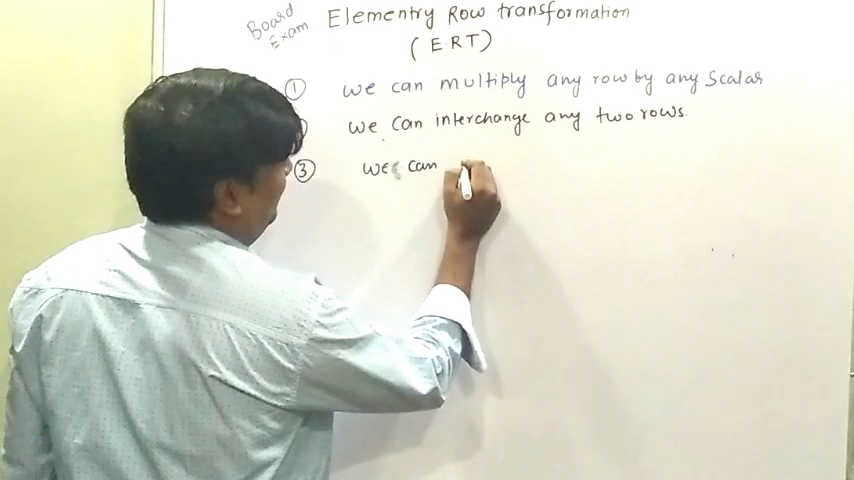 Board Exam
Elementry Row transformation
(E.R.T)
① we can multiply any row by any Scalar
we can interchange any two rows.
③ we can